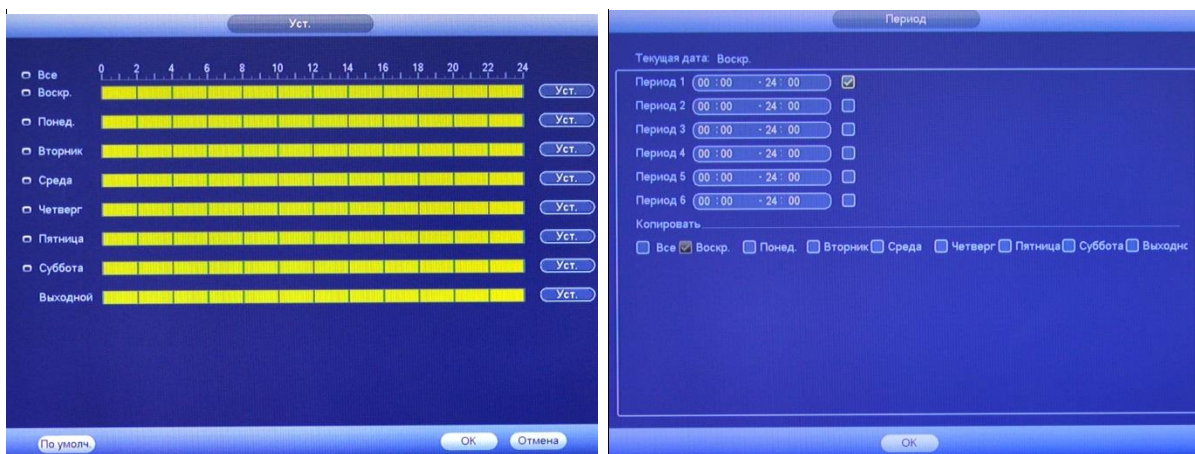 Уст.
0 2 4 6 8 10 12 14 16 18 20 22 24
Все
Воскр. Уст.
Понед. Уст.
Вторник Уст.
Среда Уст.
Четверг Уст.
Пятница Уст.
Суббота Уст.
Выходной Уст.
По умолч. OK Отмена
Период
Текущая дата: Воскр.
Период 1 00 : 00 - 24 : 00
Период 2 00 : 00 - 24 : 00
Период 3 00 : 00 - 24 : 00
Период 4 00 : 00 - 24 : 00
Период 5 00 : 00 - 24 : 00
Период 6 00 : 00 - 24 : 00
Копировать
Все Воскр. Понед. Вторник Среда Четверг Пятница Суббота Выходнс
OK